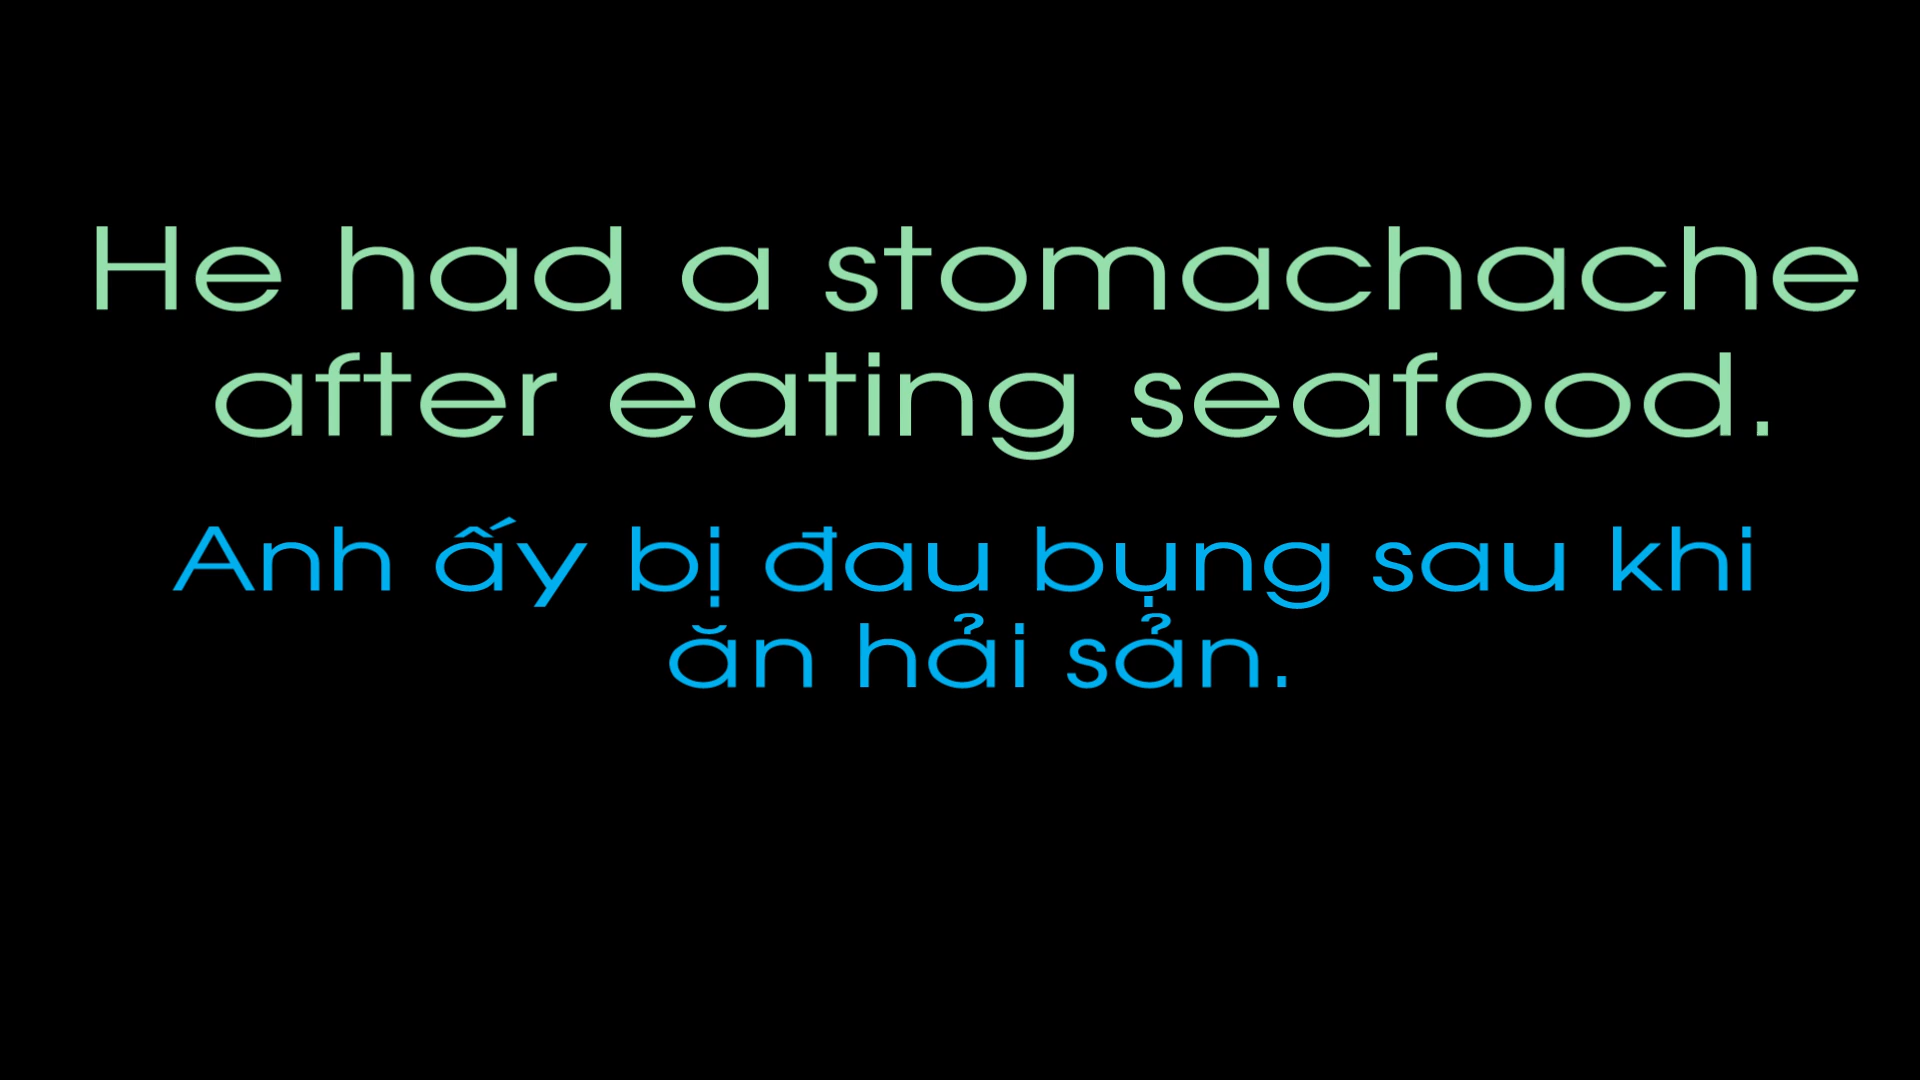 He had a stomachache
after eating seafood.
Anh ấy bị đau bụng sau khi
ăn hải sản.